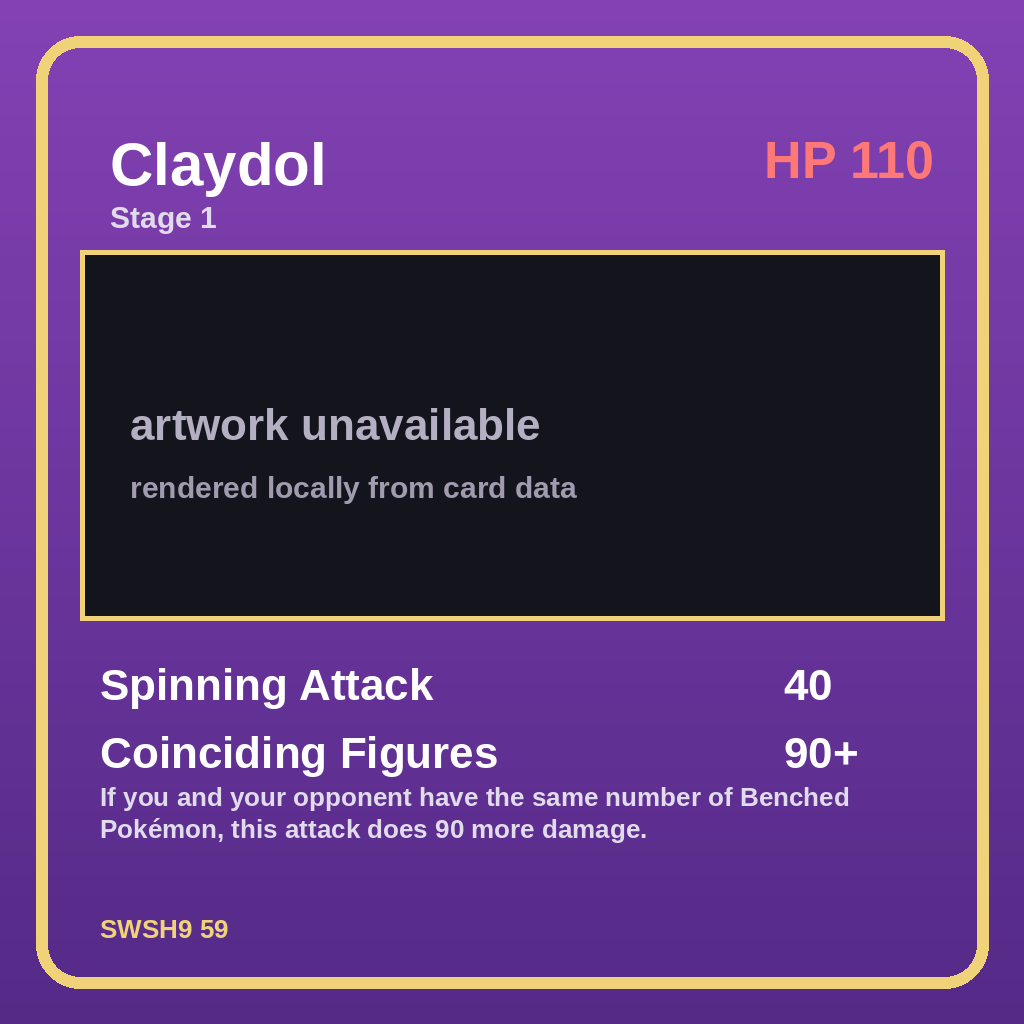 Claydol
HP 110
Stage 1
artwork unavailable
rendered locally from card data
Spinning Attack 40
Coinciding Figures 90+
If you and your opponent have the same number of Benched
Pokémon, this attack does 90 more damage.
SWSH9 59